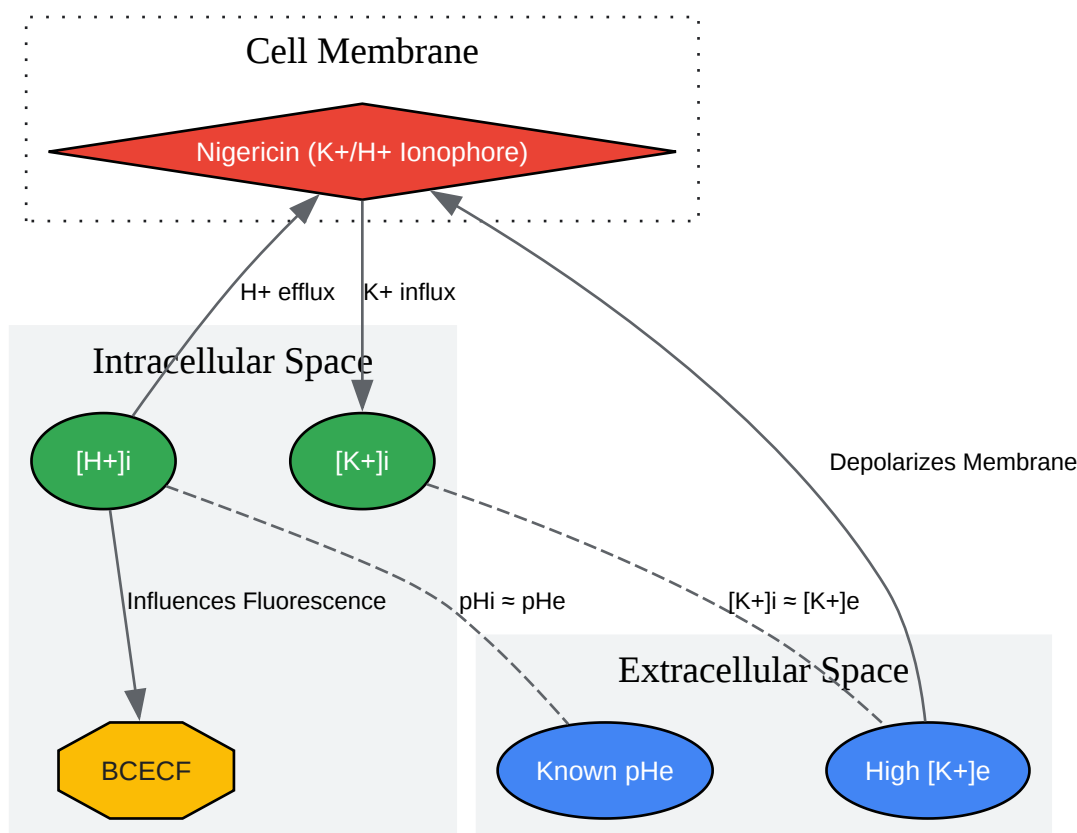 Cell Membrane
Nigericin (K+/H+ Ionophore)
H+ efflux
K+ influx
Intracellular Space
[H+]i
[K+]i
Depolarizes Membrane
Influences Fluorescence
pHi ≈ pHe
[K+]i ≈ [K+]e
Extracellular Space
BCECF
Known pHe
High [K+]e